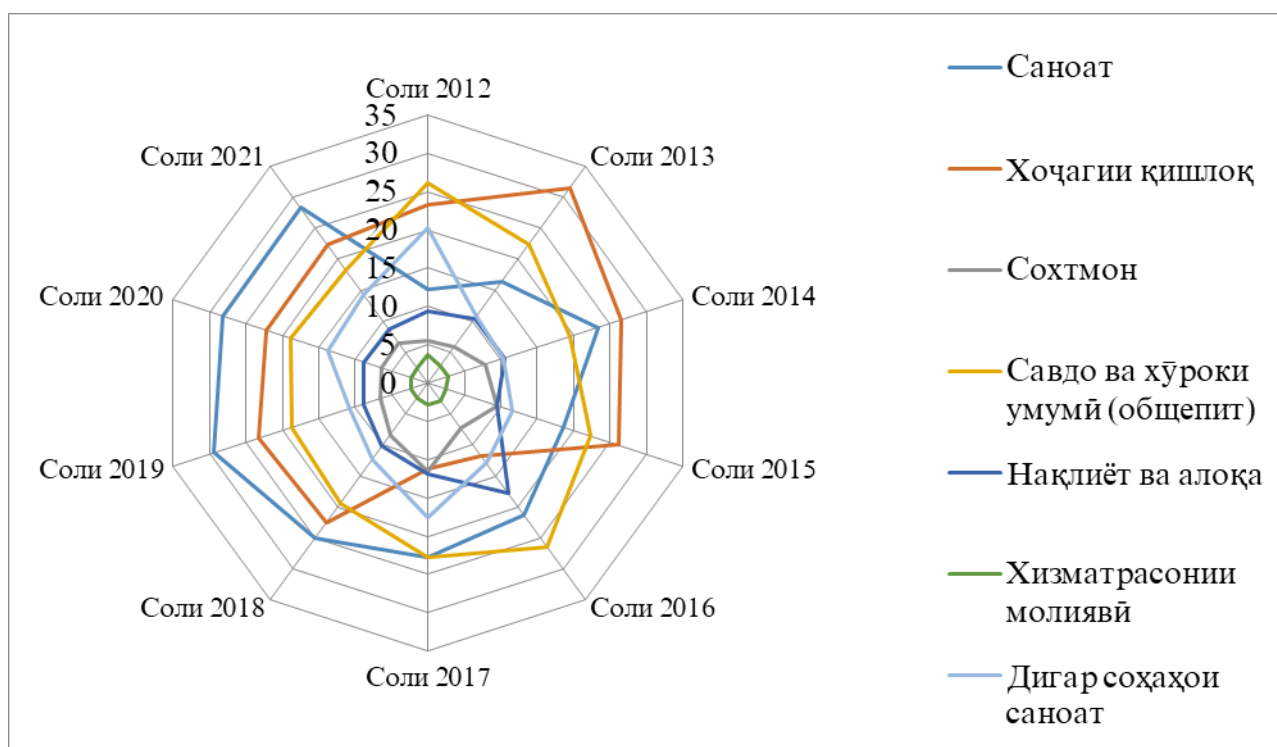 Соли 2012
35
30
25
20
15
10
5
0
Соли 2013
Соли 2014
Соли 2015
Соли 2016
Соли 2017
Соли 2018
Соли 2019
Соли 2020
Соли 2021
Саноат
Хоҷагии қишлоқ
Сохтмон
Савдо ва хӯроки
умумӣ (общепит)
Нақлиёт ва алоқа
Хизматрасонии
молиявӣ
Дигар соҳаҳои
саноат